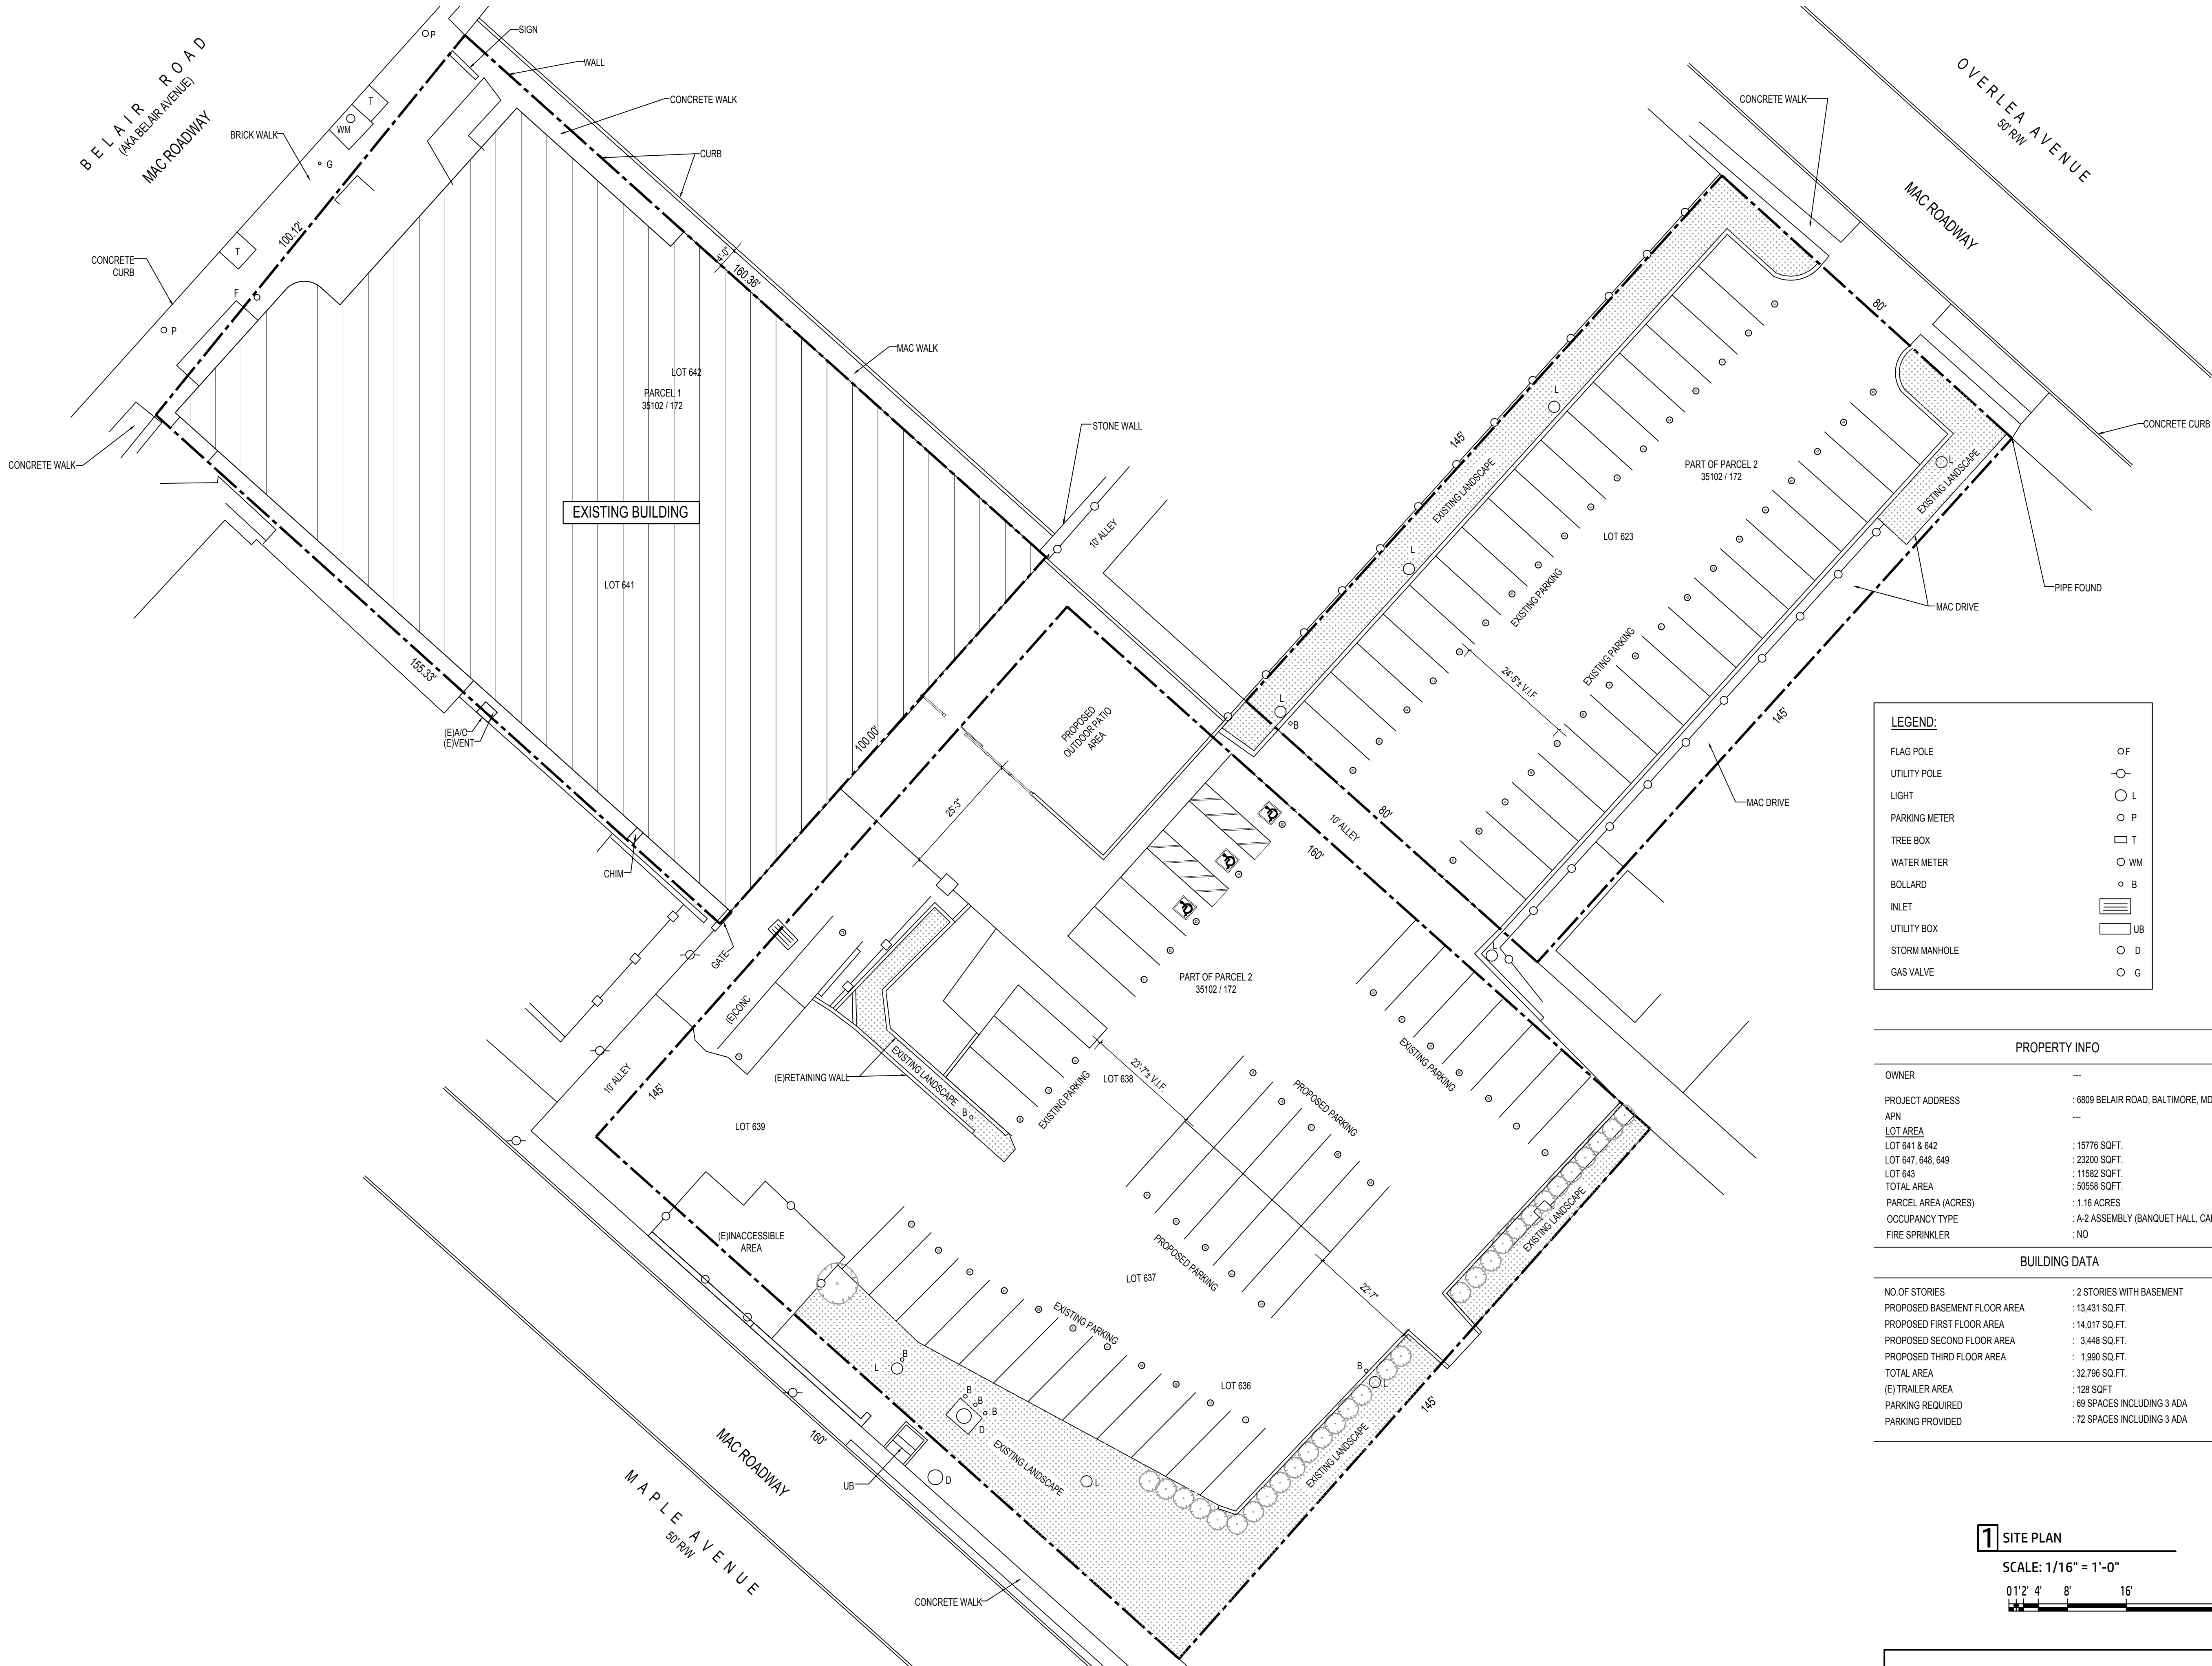 BELAIR ROAD
(AKA BELAIR AVENUE)
MAC ROADWAY
P
SIGN
WALL
CONCRETE WALK
T
WM
BRICK WALK
G
CURB
100.12'
T
CONCRETE
CURB
F
P
4'-0"
160.36'
MAC WALK
LOT 642
PARCEL 1
35102 / 172
STONE WALL
CONCRETE WALK
EXISTING BUILDING
10' ALLEY
LOT 641
155.33'
(E)A/C
(E)VENT
100.00'
CHIM
GATE
OVERLEA AVENUE
50' R/W
MAC ROADWAY
CONCRETE WALK
80'
CONCRETE CURB
L
145'
EXISTING LANDSCAPE
PART OF PARCEL 2
35102 / 172
L
EXISTING LANDSCAPE
LOT 623
L
EXISTING PARKING
EXISTING PARKING
PIPE FOUND
MAC DRIVE
24'-5"± V.I.F.
L
B
145'
MAC DRIVE
PROPOSED
OUTDOOR PATIO
AREA
25'-3"
80'
10' ALLEY
160'
L
PART OF PARCEL 2
35102 / 172
(E)CONC
10' ALLEY
145'
(E)RETAINING WALL
EXISTING LANDSCAPE
B
EXISTING PARKING
LOT 638
23'-7"± V.I.F.
EXISTING PARKING
PROPOSED PARKING
LOT 639
(E)INACCESSIBLE
AREA
PROPOSED PARKING
LOT 637
EXISTING LANDSCAPE
22'-7"
EXISTING PARKING
L
B
B
B
B
D
LOT 636
B
L
145'
EXISTING LANDSCAPE
EXISTING LANDSCAPE
L
D
UB
160'
MAC ROADWAY
MAPLE AVENUE
50' R/W
CONCRETE WALK
LEGEND:
FLAG POLE F
UTILITY POLE
LIGHT L
PARKING METER P
TREE BOX T
WATER METER WM
BOLLARD B
INLET
UTILITY BOX UB
STORM MANHOLE D
GAS VALVE G
PROPERTY INFO
OWNER ---
PROJECT ADDRESS : 6809 BELAIR ROAD, BALTIMORE, MD
APN ---
LOT AREA
LOT 641 & 642 : 15776 SQFT.
LOT 647, 648, 649 : 23200 SQFT.
LOT 643 : 11582 SQFT.
TOTAL AREA : 50558 SQFT.
PARCEL AREA (ACRES) : 1.16 ACRES
OCCUPANCY TYPE : A-2 ASSEMBLY (BANQUET HALL,
FIRE SPRINKLER : NO
BUILDING DATA
NO.OF STORIES : 2 STORIES WITH BASEMENT
PROPOSED BASEMENT FLOOR AREA : 13,431 SQ.FT.
PROPOSED FIRST FLOOR AREA : 14,017 SQ.FT.
PROPOSED SECOND FLOOR AREA : 3,448 SQ.FT.
PROPOSED THIRD FLOOR AREA : 1,990 SQ.FT.
TOTAL AREA : 32,796 SQ.FT.
(E) TRAILER AREA : 128 SQFT
PARKING REQUIRED : 69 SPACES INCLUDING 3 ADA
PARKING PROVIDED : 72 SPACES INCLUDING 3 ADA
1 SITE PLAN
SCALE: 1/16" = 1'-0"
0 1' 2' 4' 8' 16'